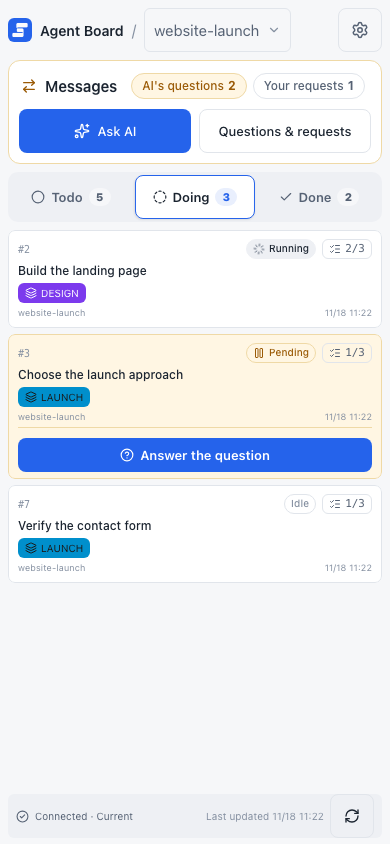 Agent Board / website-launch
Messages AI's questions 2 Your requests 1
Ask AI Questions & requests
Todo 5 Doing 3 Done 2
#2 Running 2/3
Build the landing page
DESIGN
website-launch 11/18 11:22
#3 Pending 1/3
Choose the launch approach
LAUNCH
website-launch 11/18 11:22
Answer the question
#7 Idle 1/3
Verify the contact form
LAUNCH
website-launch 11/18 11:22
Connected · Current Last updated 11/18 11:22